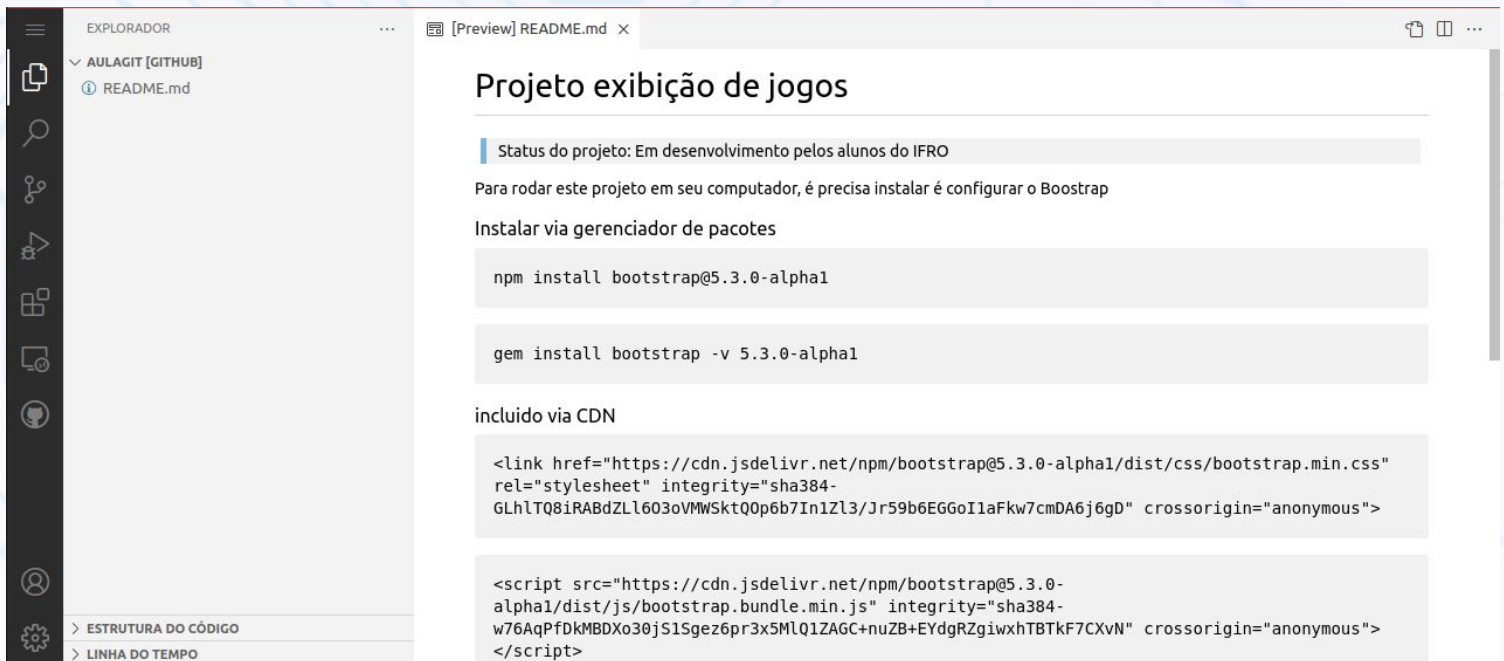 EXPLORADOR
AULAGIT [GITHUB]
README.md
ESTRUTURA DO CÓDIGO
LINHA DO TEMPO
[Preview] README.md
Projeto exibição de jogos
Status do projeto: Em desenvolvimento pelos alunos do IFRO
Para rodar este projeto em seu computador, é precisa instalar é configurar o Boostrap
Instalar via gerenciador de pacotes
npm install bootstrap@5.3.0-alpha1
gem install bootstrap -v 5.3.0-alpha1
incluido via CDN
<link href="https://cdn.jsdelivr.net/npm/bootstrap@5.3.0-alpha1/dist/css/bootstrap.min.css"
rel="stylesheet" integrity="sha384-
GLhlTQ8iRABdZLl6O3oVMWSktQOp6b7In1Zl3/Jr59b6EGGoI1aFkw7cmDA6j6gD" crossorigin="anonymous">
<script src="https://cdn.jsdelivr.net/npm/bootstrap@5.3.0-
alpha1/dist/js/bootstrap.bundle.min.js" integrity="sha384-
w76AqPfDkMBDXo30jS1Sgez6pr3x5MlQ1ZAGC+nuZB+EYdgRZgiwxhTBTkF7CXvN" crossorigin="anonymous">
</script>